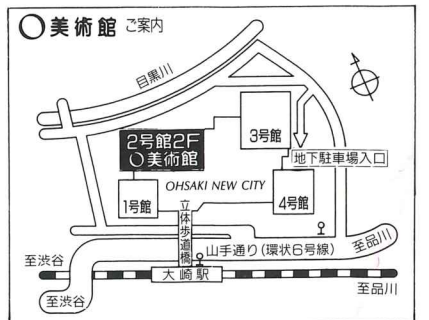 ○美術館 ご案内
目黒川
3号館
2号館2F
○美術館
地下駐車場入口
OHSAKI NEW CITY
1号館
4号館
立体歩道橋
山手通り(環状6号線)
至品川
至渋谷
大崎駅
至渋谷
至品川